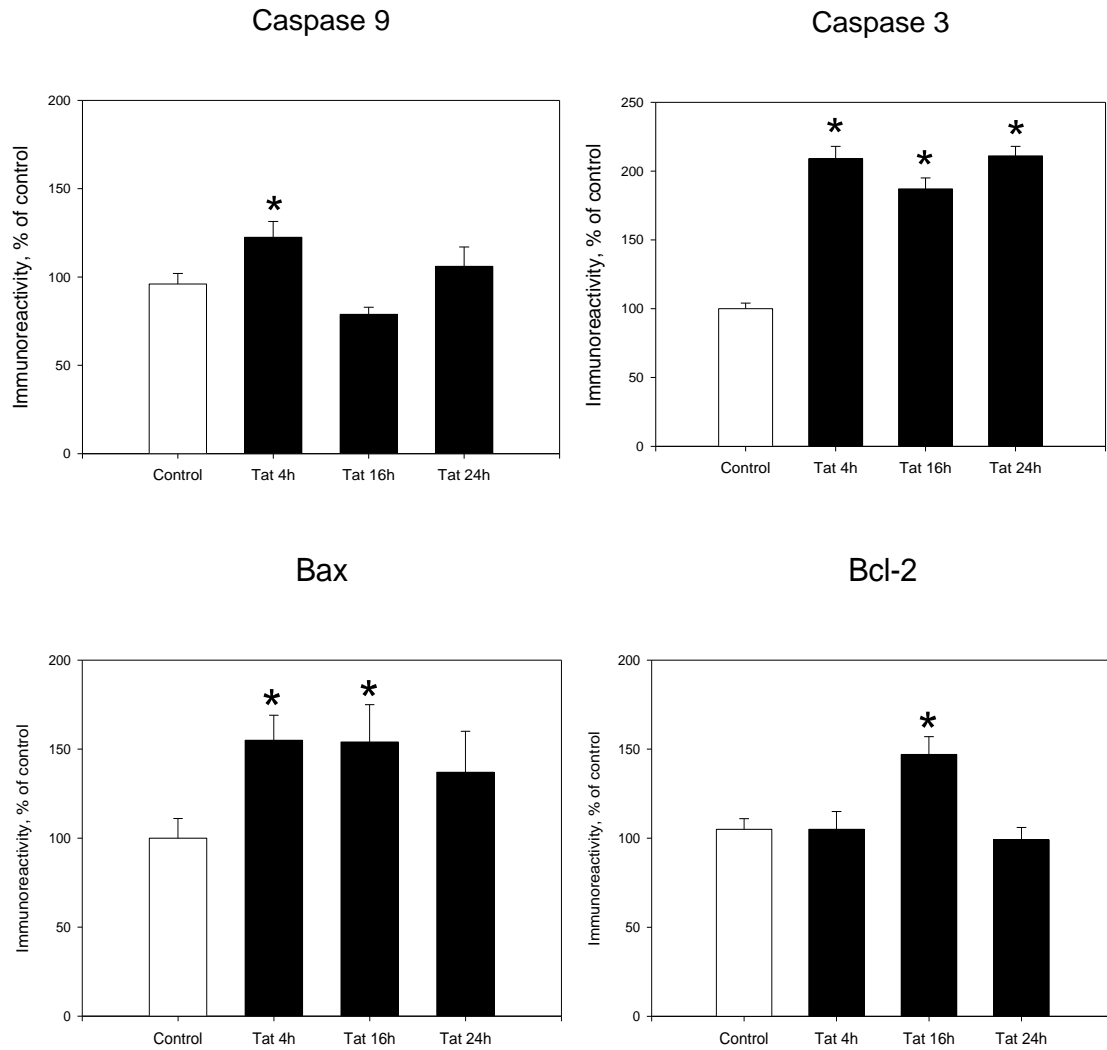 Caspase 9
Immunoreactivity, % of control
200
150
100
50
0
*
Control Tat 4h Tat 16h Tat 24h
Caspase 3
Immunoreactivity, % of control
250
200
150
100
50
0
* * *
Control Tat 4h Tat 16h Tat 24h
Bax
Immunoreactivity, % of control
200
150
100
50
0
* *
Control Tat 4h Tat 16h Tat 24h
Bcl-2
Immunoreactivity, % of control
200
150
100
50
0
*
Control Tat 4h Tat 16h Tat 24h